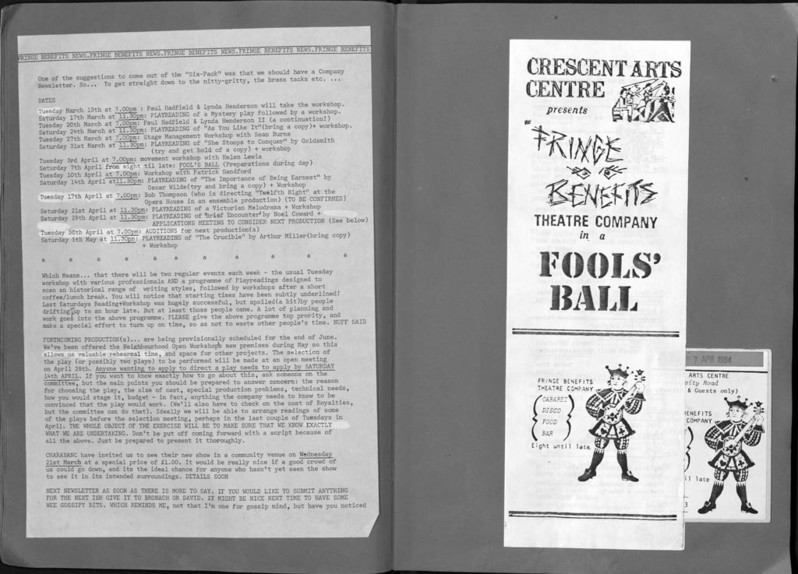 FRINGE BENEFITS NEWS.FRINGE BENEFITS NEWS.FRINGE BENEFITS NEWS.FRINGE BENEFITS NEWS.FRINGE BENEFITS
One of the suggestions to come out of the "Six-Pack" was that we should have a Company
Newsletter. So... To get straight down to the nitty-gritty, the brass tacks etc. ...
DATES
Tuesday March 13th at 7.00pm : Paul Hadfield & Lynda Henderson will take the workshop.
Saturday 17th March at 11.30pm: PLAYREADING of a Mystery play followed by a workshop.
Tuesday 20th March at 7.00pm: Paul Hadfield & Lynda Henderson II (a continuation!)
Saturday 24th March at 11.30pm: PLAYREADING of "As You Like It"(bring a copy)+ workshop.
Tuesday 27th March at 7.00pm: Stage Management Workshop with Sean Burns
Saturday 31st March at 11.30pm: PLAYREADING of "She Stoops to Conquer" by Goldsmith
(try and get hold of a copy) + workshop
Tuesday 3rd April at 7.00pm: movement workshop with Helen Lewis
Saturday 7th April from eight til late: FOOL'S BALL (Preparations during day)
Tuesday 10th April at 7.00pm: Workshop with Patrick Sandford
Saturday 14th April at11.30pm: PLAYREADING of "The Importance of Being Earnest" by
Oscar Wilde(try and bring a copy) + Workshop
Tuesday 17th April at 7.00pm: Bob Thompson (who is directing "Twelfth Night" at the
Opera House in an ensemble production) (TO BE CONFIRMED)
Saturday 21st April at 11.30pm: PLAYREADING of a Victorian Melodrama + Workshop
Saturday 28th April at 11.30pm: PLAYREADING of 'Brief Encounter'by Noel Coward +
APPLICATIONS MEETING TO CONSIDER NEXT PRODUCTION (See below)
Tuesday 30th April at 7.00pm: AUDITIONS for next production(s)
Saturday 4th May at 11.30pm: PLAYREADING of "The Crucible" by Arthur Miller(bring copy)
+ Workshop
* * * * * * * * * * *
Which Means... that there will be two regular events each week - the usual Tuesday
workshop with various professionals AND a programme of Playreadings designed to
scan an historical range of writing styles, followed by workshops after a short
coffee/lunch break. You will notice that starting times have been subtly underlined!
Last Saturdays Reading+Workshop was hugely successful, but spoiled(a bit)by people
drifting up to an hour late. But at least those people came. A lot of planning and
work goes into the above programme. PLEASE give the above programme top prority, and
make a special effort to turn up on time, so as not to waste other people's time. NUFF SAID
FORTHCOMING PRODUCTION(s)... are being provisionally scheduled for the end of June.
We've been offered the Neighbourhood Open Workshops new premises during May so this
allows us valuable rehearsal time, and space for other projects. The selection of
the play (or possibly two plays) to be performed will be made at an open meeting
on April 28th. Anyone wanting to apply to direct a play needs to apply by SATURDAY
14th APRIL. If you want to know exactly how to go about this, ask someone on the
committee, but the main points you should be prepared to answer concern: the reason
for choosing the play, the size of cast, special production problems, technical needs,
how you would stage it, budget - in fact, anything the company needs to know to be
convinced that the play would work. (We'll also have to check on the cost of Royalties,
but the committee can do that). Ideally we will be able to arrange readings of some
of the plays before the selection meeting, perhaps in the last couple of Tuesdays in
April. THE WHOLE OBJECT OF THE EXERCISE WILL BE TO MAKE SURE THAT WE KNOW EXACTLY
WHAT WE ARE UNDERTAKING. Don't be put off coming forward with a script because of
all the above. Just be prepared to present it thoroughly.
CHARABANC have invited us to see their new show in a community venue on Wednesday
21st March at a special price of £1.00. It would be really nice if a good crowd of
us could go down, and its the ideal chance for anyone who hasn't yet seen the show
to see it in its intended surroundings. DETAILS SOON
NEXT NEWSLETTER AS SOON AS THERE IS MORE TO SAY. IF YOU WOULD LIKE TO SUBMIT ANYTHING
FOR THE NEXT ISH GIVE IT TO BRONAGH OR DAVID. IT MIGHT BE NICE NEXT TIME TO HAVE SOME
WEE GOSSIPY BITS. WHICH REMINDS ME, not that I'm one for gossip mind, but have you noticed
CRESCENT ARTS
CENTRE
presents
"FRINGE
BENEFITS
THEATRE COMPANY
in a
FOOLS'
BALL
FRINGE BENEFITS
THEATRE COMPANY
CABARET
DISCO
FOOD
BAR
Eight until late
7 APR 1984
ARTS CENTRE
sity Road
& Guests only)
BENEFITS
COMPANY
late